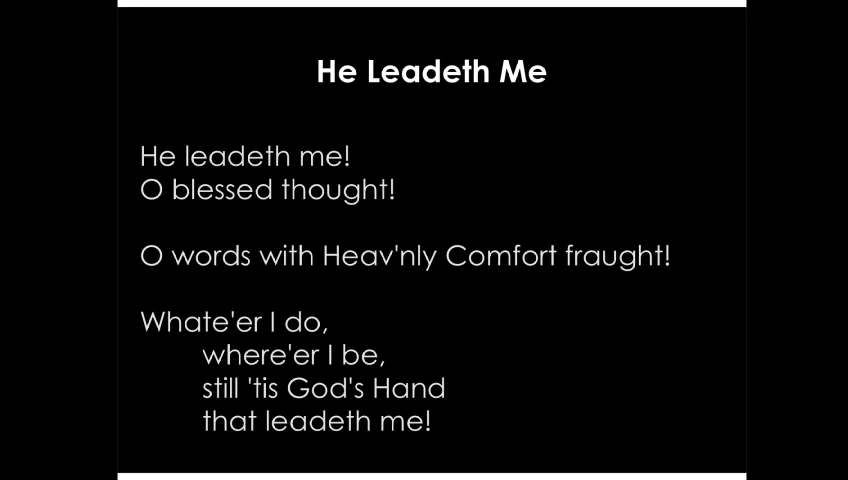 He Leadeth Me
He leadeth me!
O blessed thought!
O words with Heav'nly Comfort fraught!
Whate'er I do,
where'er I be,
still 'tis God's Hand
that leadeth me!